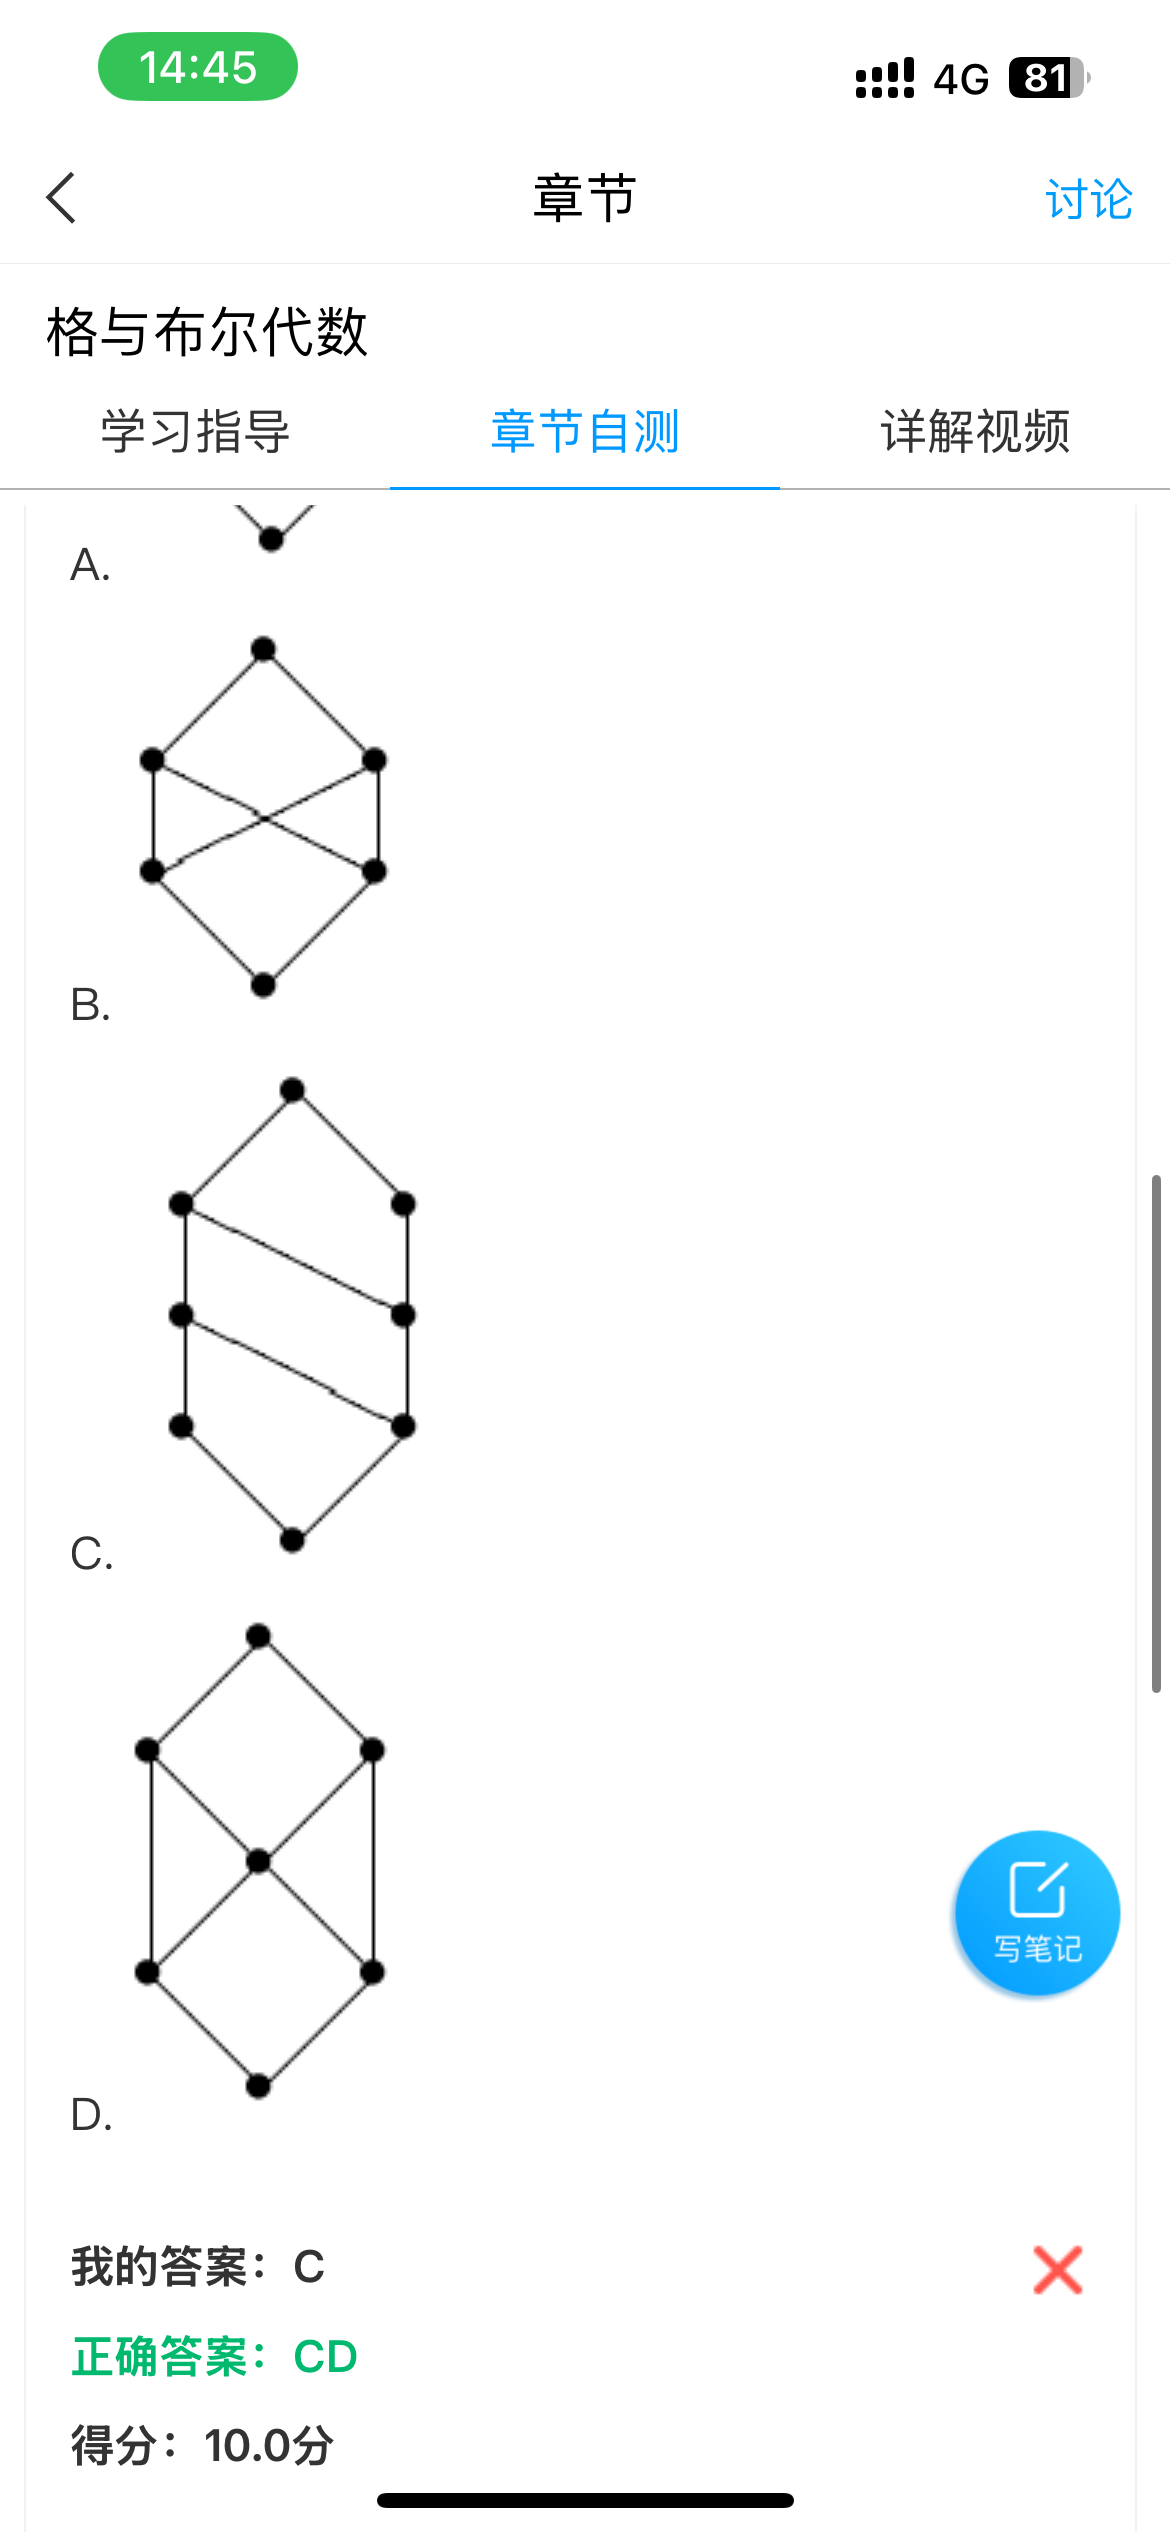 14:45
4G 81
章节
讨论
格与布尔代数
学习指导 章节自测 详解视频
A.
B.
C.
D.
写笔记
我的答案：C
正确答案：CD
得分：10.0分